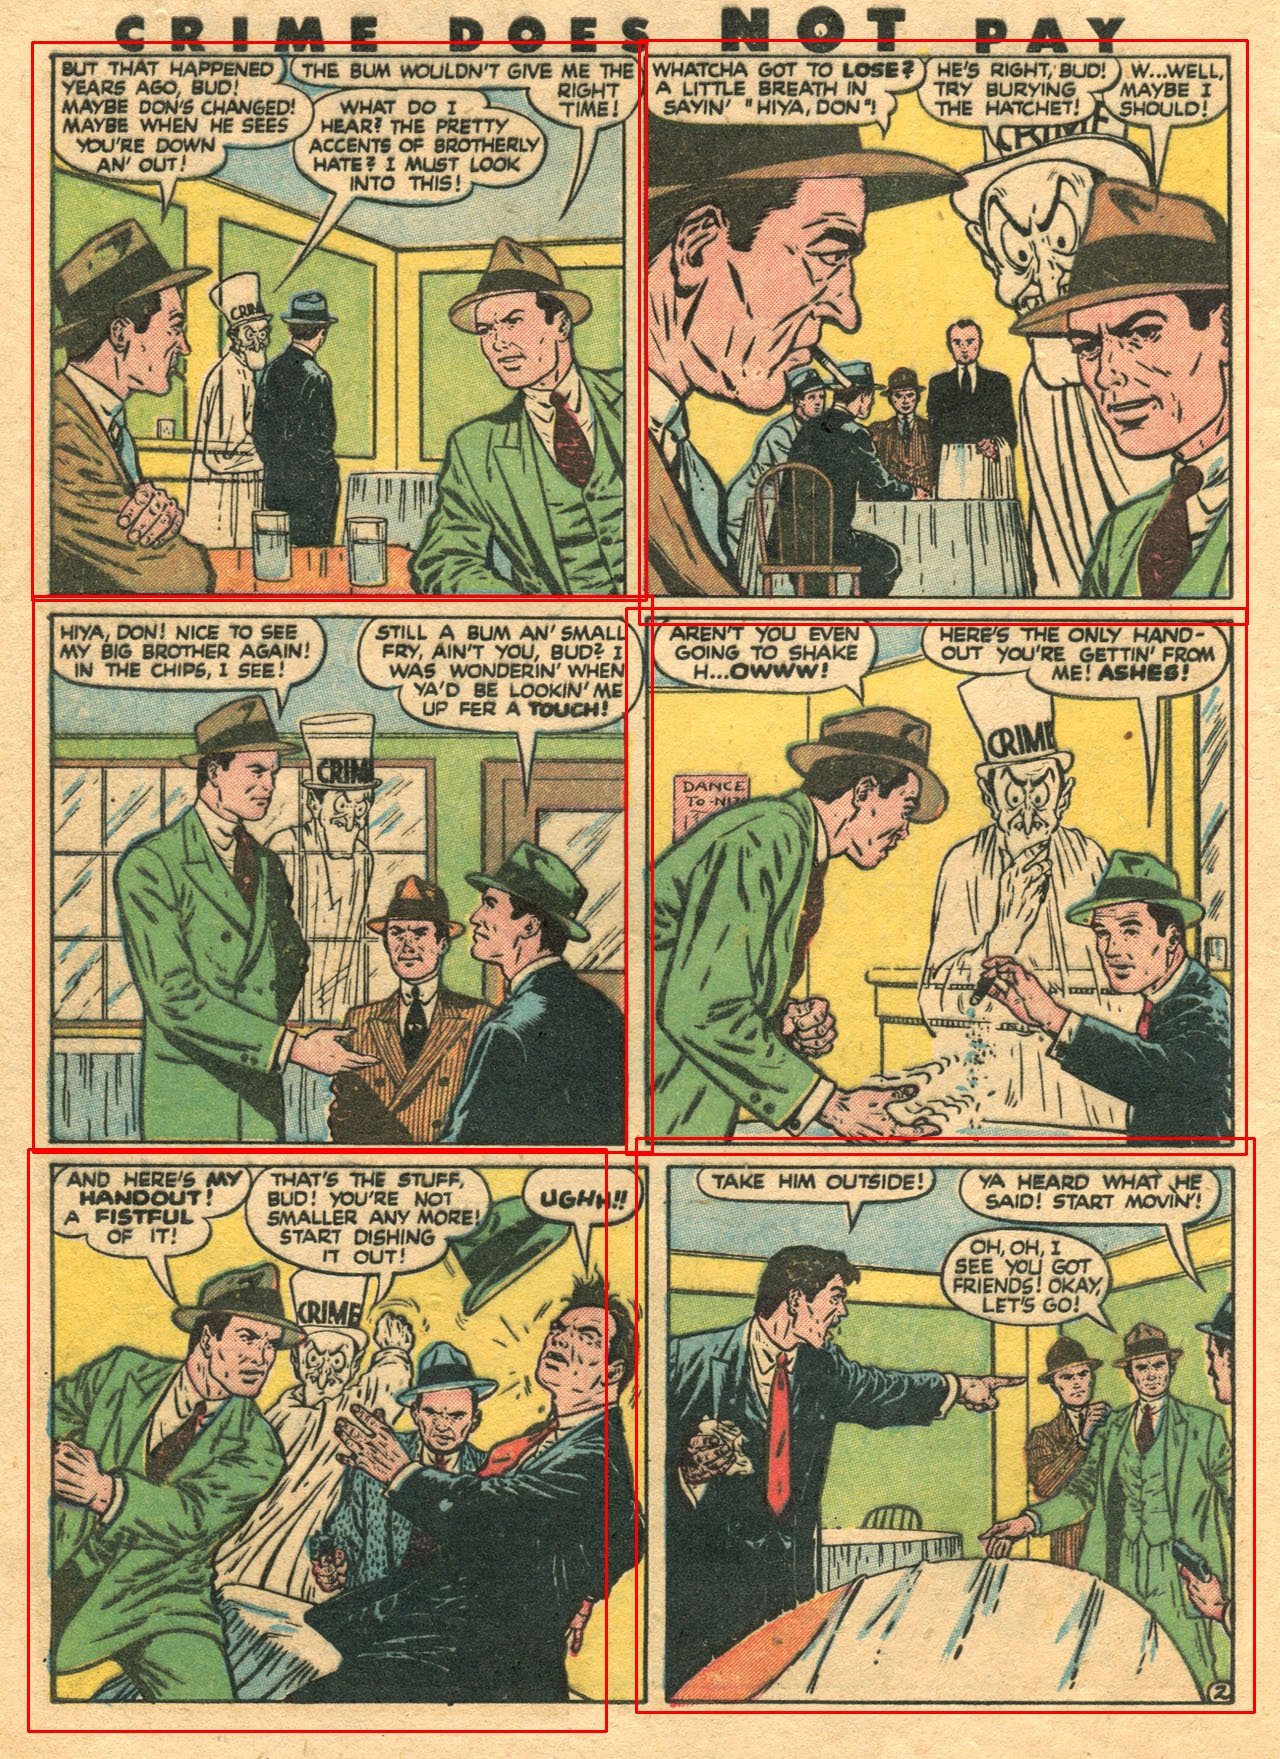 CRIME DOES NOT PAY
BUT THAT HAPPENED
YEARS AGO, BUD!
MAYBE DON'S CHANGED!
MAYBE WHEN HE SEES
YOU'RE DOWN
AN' OUT!
WHAT DO I
HEAR? THE PRETTY
ACCENTS OF BROTHERLY
HATE? I MUST LOOK
INTO THIS!
THE BUM WOULDN'T GIVE ME THE
RIGHT
TIME!
CRIM
WHATCHA GOT TO LOSE?
A LITTLE BREATH IN
SAYIN' "HIYA, DON"!
HE'S RIGHT, BUD!
TRY BURYING
THE HATCHET!
W...WELL,
MAYBE I
SHOULD!
CRIME
HIYA, DON! NICE TO SEE
MY BIG BROTHER AGAIN!
IN THE CHIPS, I SEE!
STILL A BUM AN' SMALL
FRY, AIN'T YOU, BUD? I
WAS WONDERIN' WHEN
YA'D BE LOOKIN' ME
UP FER A TOUCH!
CRIM
AREN'T YOU EVEN
GOING TO SHAKE
H...OWWW!
HERE'S THE ONLY HAND-
OUT YOU'RE GETTIN' FROM
ME! ASHES!
CRIME
DANCE
TO-NI
AND HERE'S MY
HANDOUT!
A FISTFUL
OF IT!
THAT'S THE STUFF,
BUD! YOU'RE NOT
SMALLER ANY MORE!
START DISHING
IT OUT!
UGHH!!
CRIME
TAKE HIM OUTSIDE!
YA HEARD WHAT HE
SAID! START MOVIN'!
OH, OH, I
SEE YOU GOT
FRIENDS! OKAY,
LET'S GO!
2